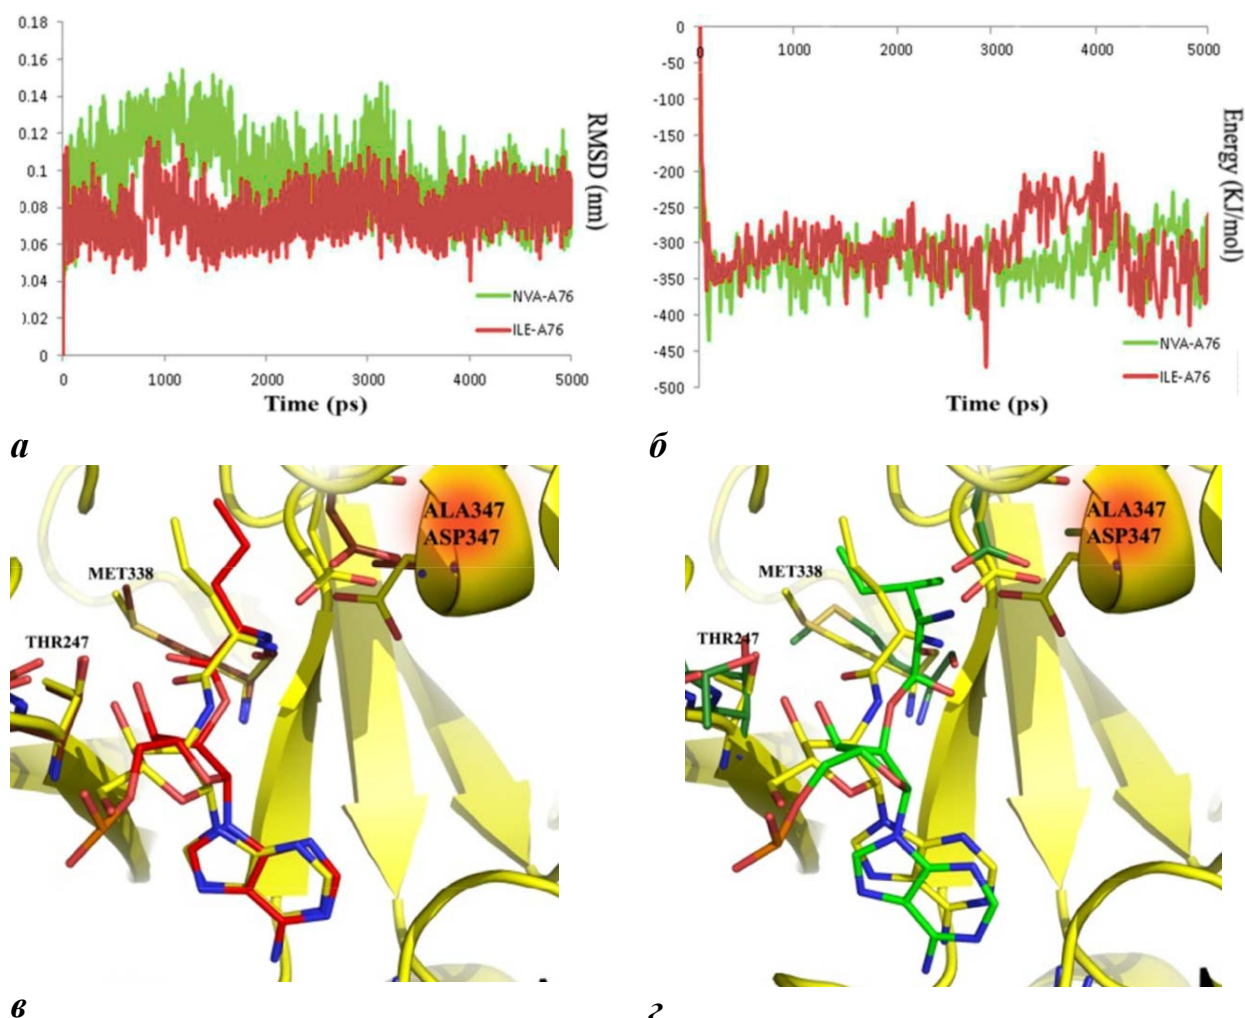 0.18
0.16
0.14
0.12
0.1
0.08
0.06
0.04
0.02
0
0 1000 2000 3000 4000 5000
Time (ps)
RMSD (nm)
NVA-A76
ILE-A76
а
0
-50
-100
-150
-200
-250
-300
-350
-400
-450
-500
0 1000 2000 3000 4000 5000
Time (ps)
Energy (KJ/mol)
NVA-A76
ILE-A76
б
ALA347
ASP347
MET338
THR247
в
ALA347
ASP347
MET338
THR247
г